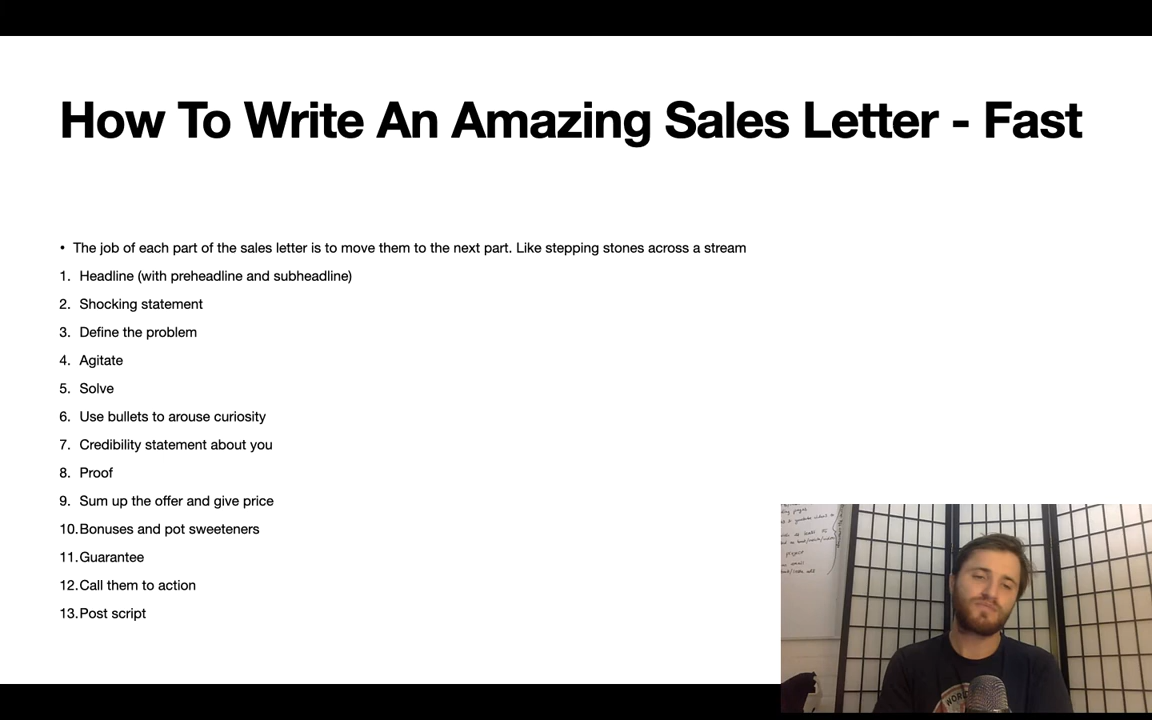 How To Write An Amazing Sales Letter - Fast
• The job of each part of the sales letter is to move them to the next part. Like stepping stones across a stream
1. Headline (with preheadline and subheadline)
2. Shocking statement
3. Define the problem
4. Agitate
5. Solve
6. Use bullets to arouse curiosity
7. Credibility statement about you
8. Proof
9. Sum up the offer and give price
10.Bonuses and pot sweeteners
11.Guarantee
12.Call them to action
13.Post script
project
WOR